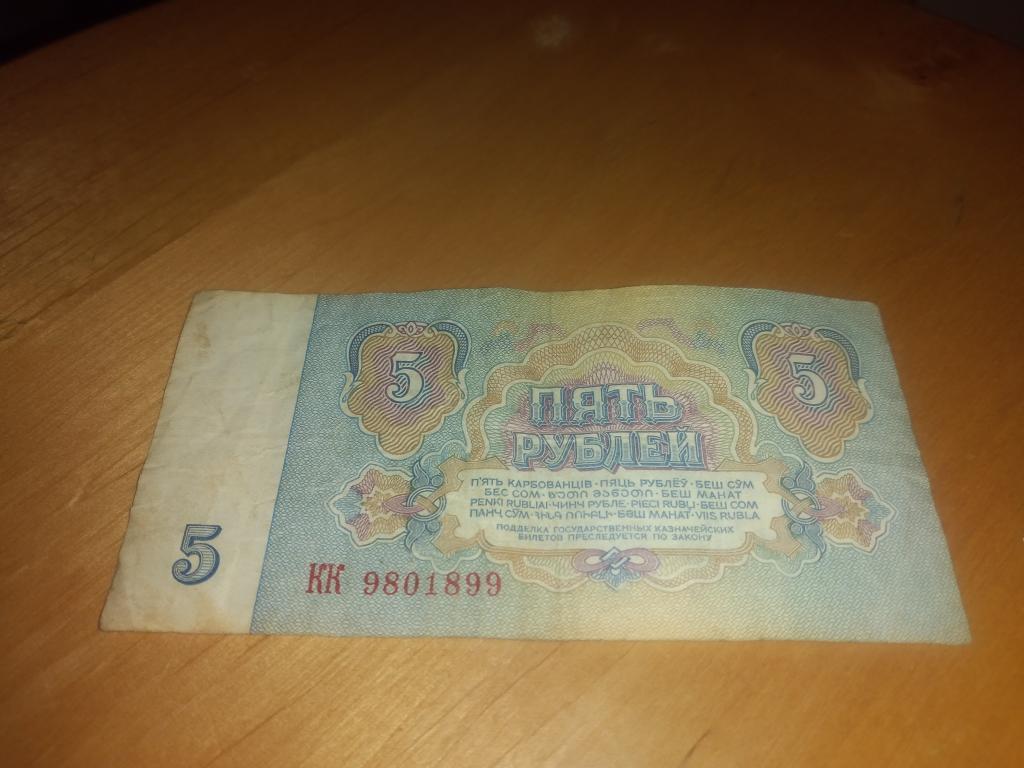 5
5
ПЯТЬ
РУБЛЕЙ
П'ЯТЬ КАРБОВАНЦІВ · ПЯЦЬ РУБЛЁЎ · БЕШ СЎМ
БЕС СОМ · ᲮᲣᲗᲘ ᲛᲐᲜᲔᲗᲘ · БЕШ МАНАТ
PENKI RUBLIAI · ЧИНЧ РУБЛЕ · PIECI RUBĻI · БЕШ СОМ
ПАНҶ СӮМ · ՀԻՆԳ ՌՈՒԲԼԻ · БӘШ МАНАТ · VIIS RUBLA
ПОДДЕЛКА ГОСУДАРСТВЕННЫХ КАЗНАЧЕЙСКИХ
БИЛЕТОВ ПРЕСЛЕДУЕТСЯ ПО ЗАКОНУ
5
КК 9801899